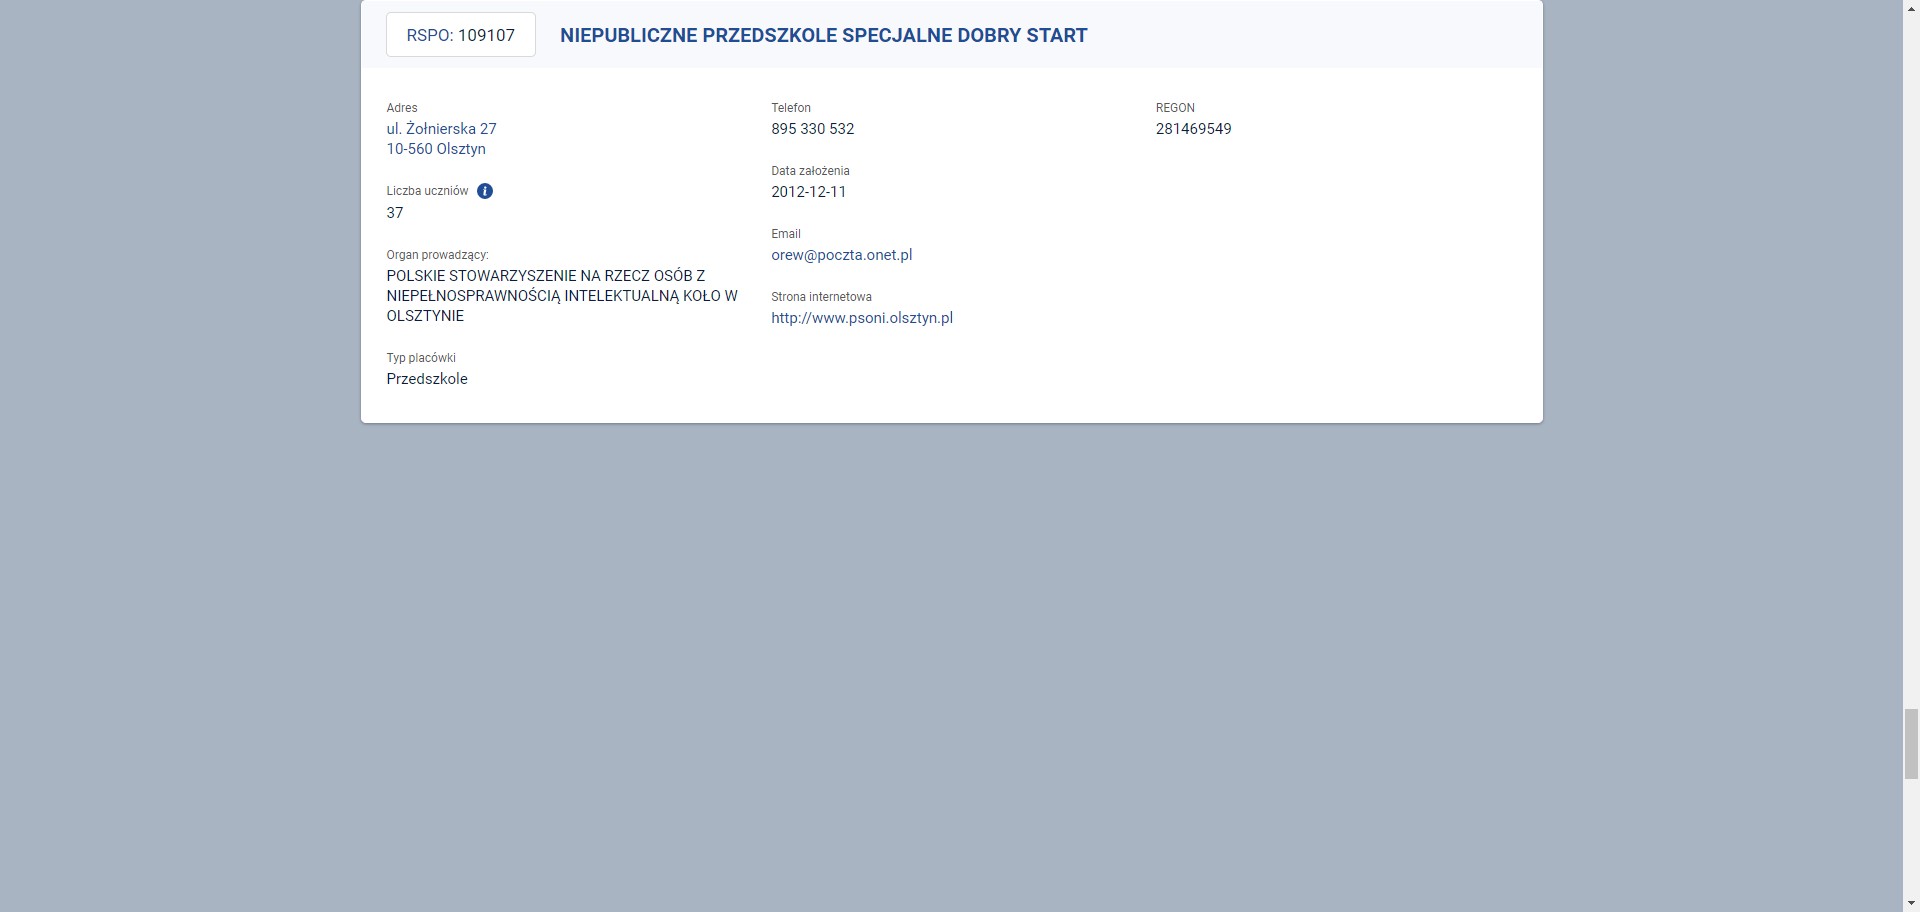 RSPO: 109107
NIEPUBLICZNE PRZEDSZKOLE SPECJALNE DOBRY START
Adres
ul. Żołnierska 27
10-560 Olsztyn
Liczba uczniów
37
Organ prowadzący:
POLSKIE STOWARZYSZENIE NA RZECZ OSÓB Z
NIEPEŁNOSPRAWNOŚCIĄ INTELEKTUALNĄ KOŁO W
OLSZTYNIE
Typ placówki
Przedszkole
Telefon
895 330 532
Data założenia
2012-12-11
Email
orew@poczta.onet.pl
Strona internetowa
http://www.psoni.olsztyn.pl
REGON
281469549